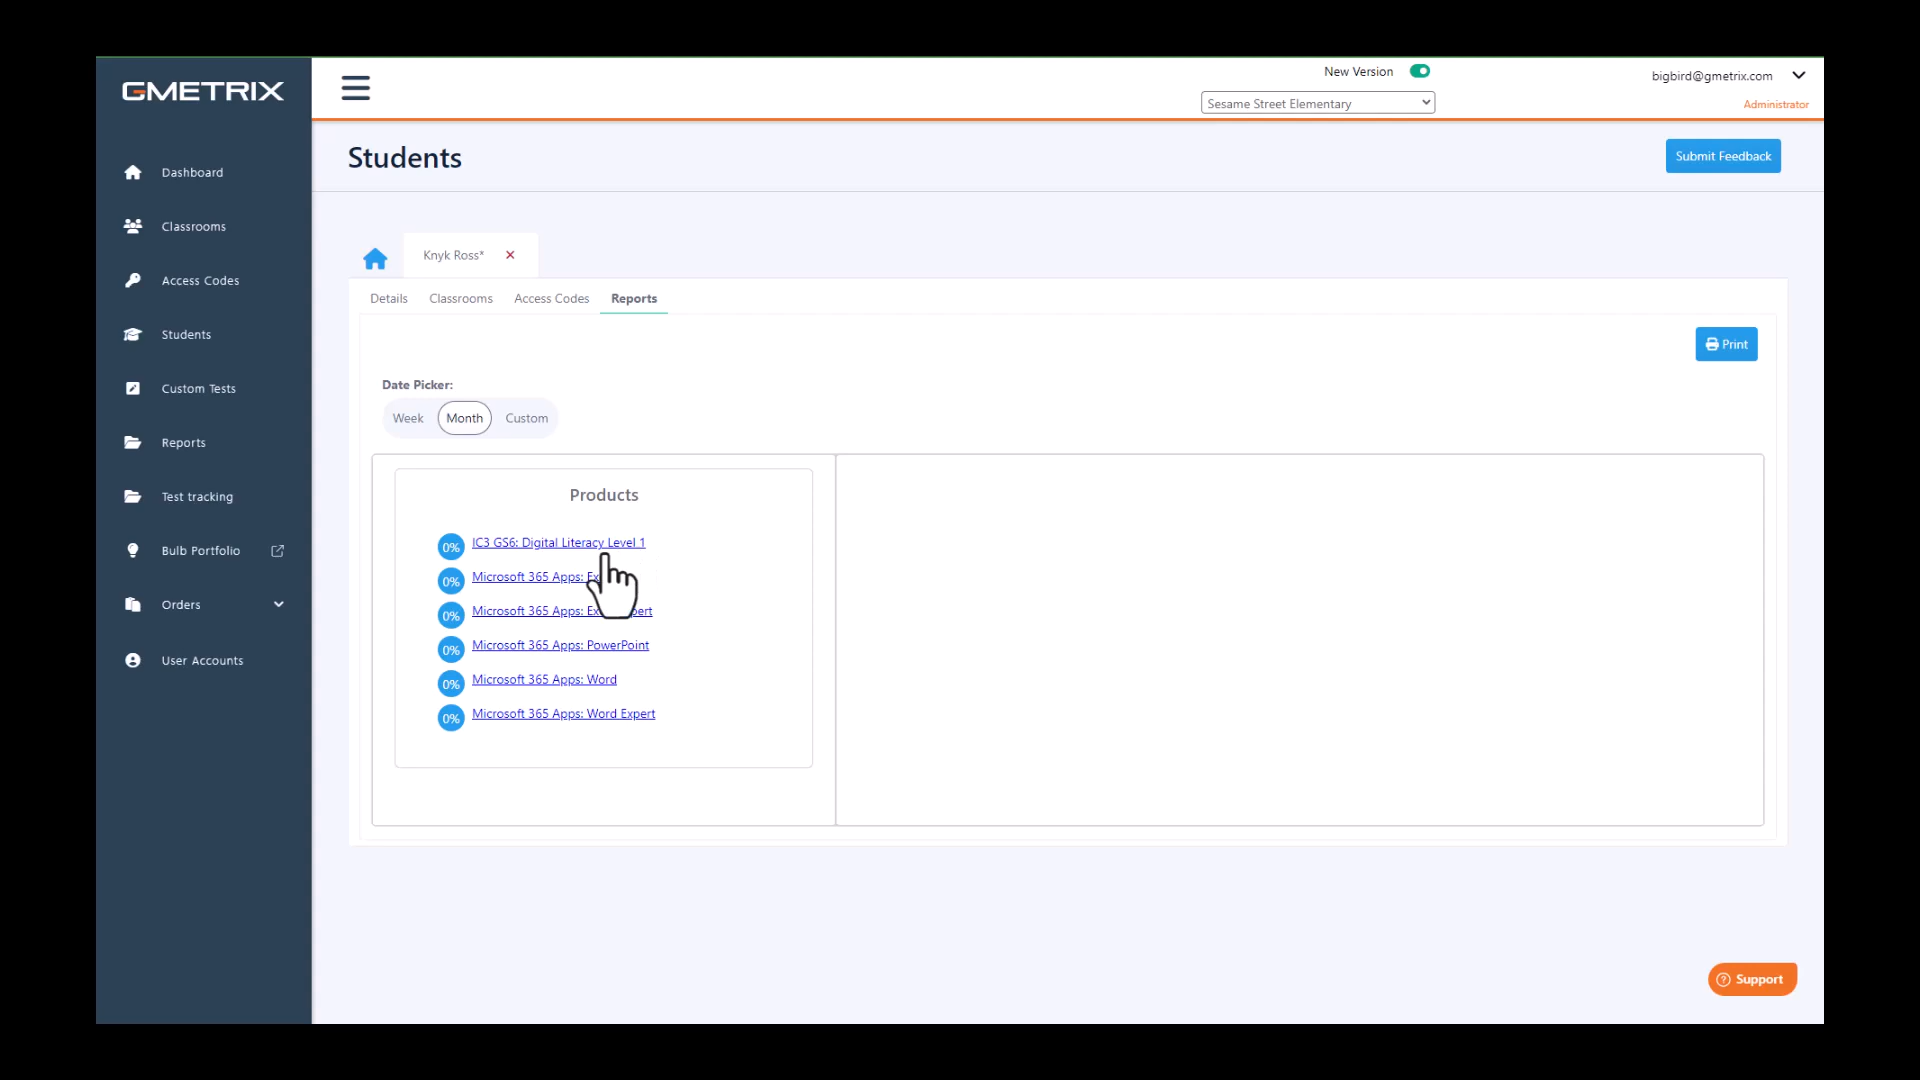 GMETRIX
New Version
bigbird@gmetrix.com
Sesame Street Elementary
Administrator
Students
Submit Feedback
Dashboard
Classrooms
Access Codes
Students
Custom Tests
Reports
Test tracking
Bulb Portfolio
Orders
User Accounts
Knyk Ross*
Details
Classrooms
Access Codes
Reports
Print
Date Picker:
Week
Month
Custom
Products
0% IC3 GS6: Digital Literacy Level 1
0% Microsoft 365 Apps:
0% Microsoft 365 Apps:
0% Microsoft 365 Apps: PowerPoint
0% Microsoft 365 Apps: Word
0% Microsoft 365 Apps: Word Expert
Support